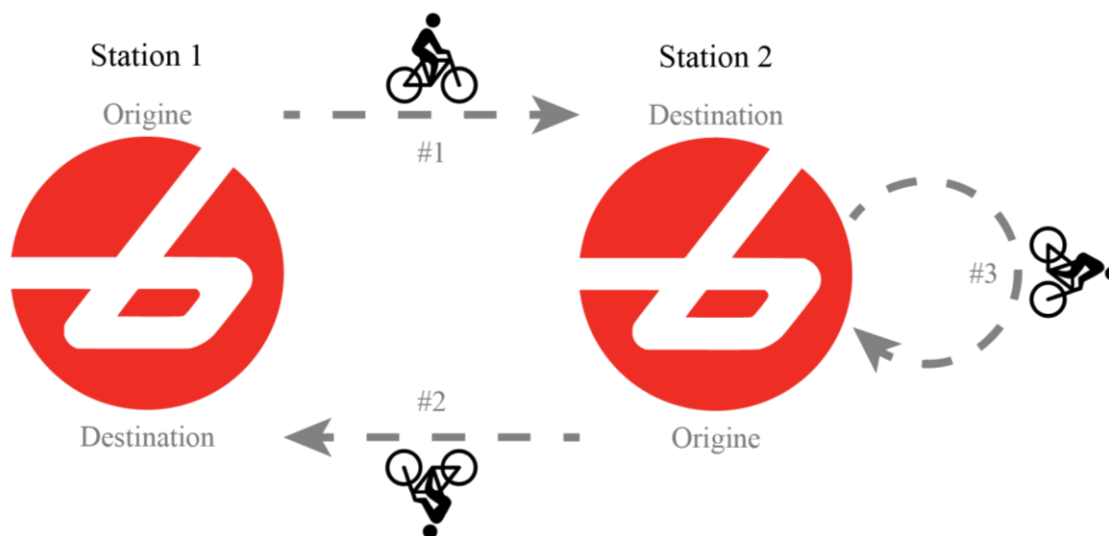 Station 1
Origine
#1
Station 2
Destination
#3
#2
Destination
Origine